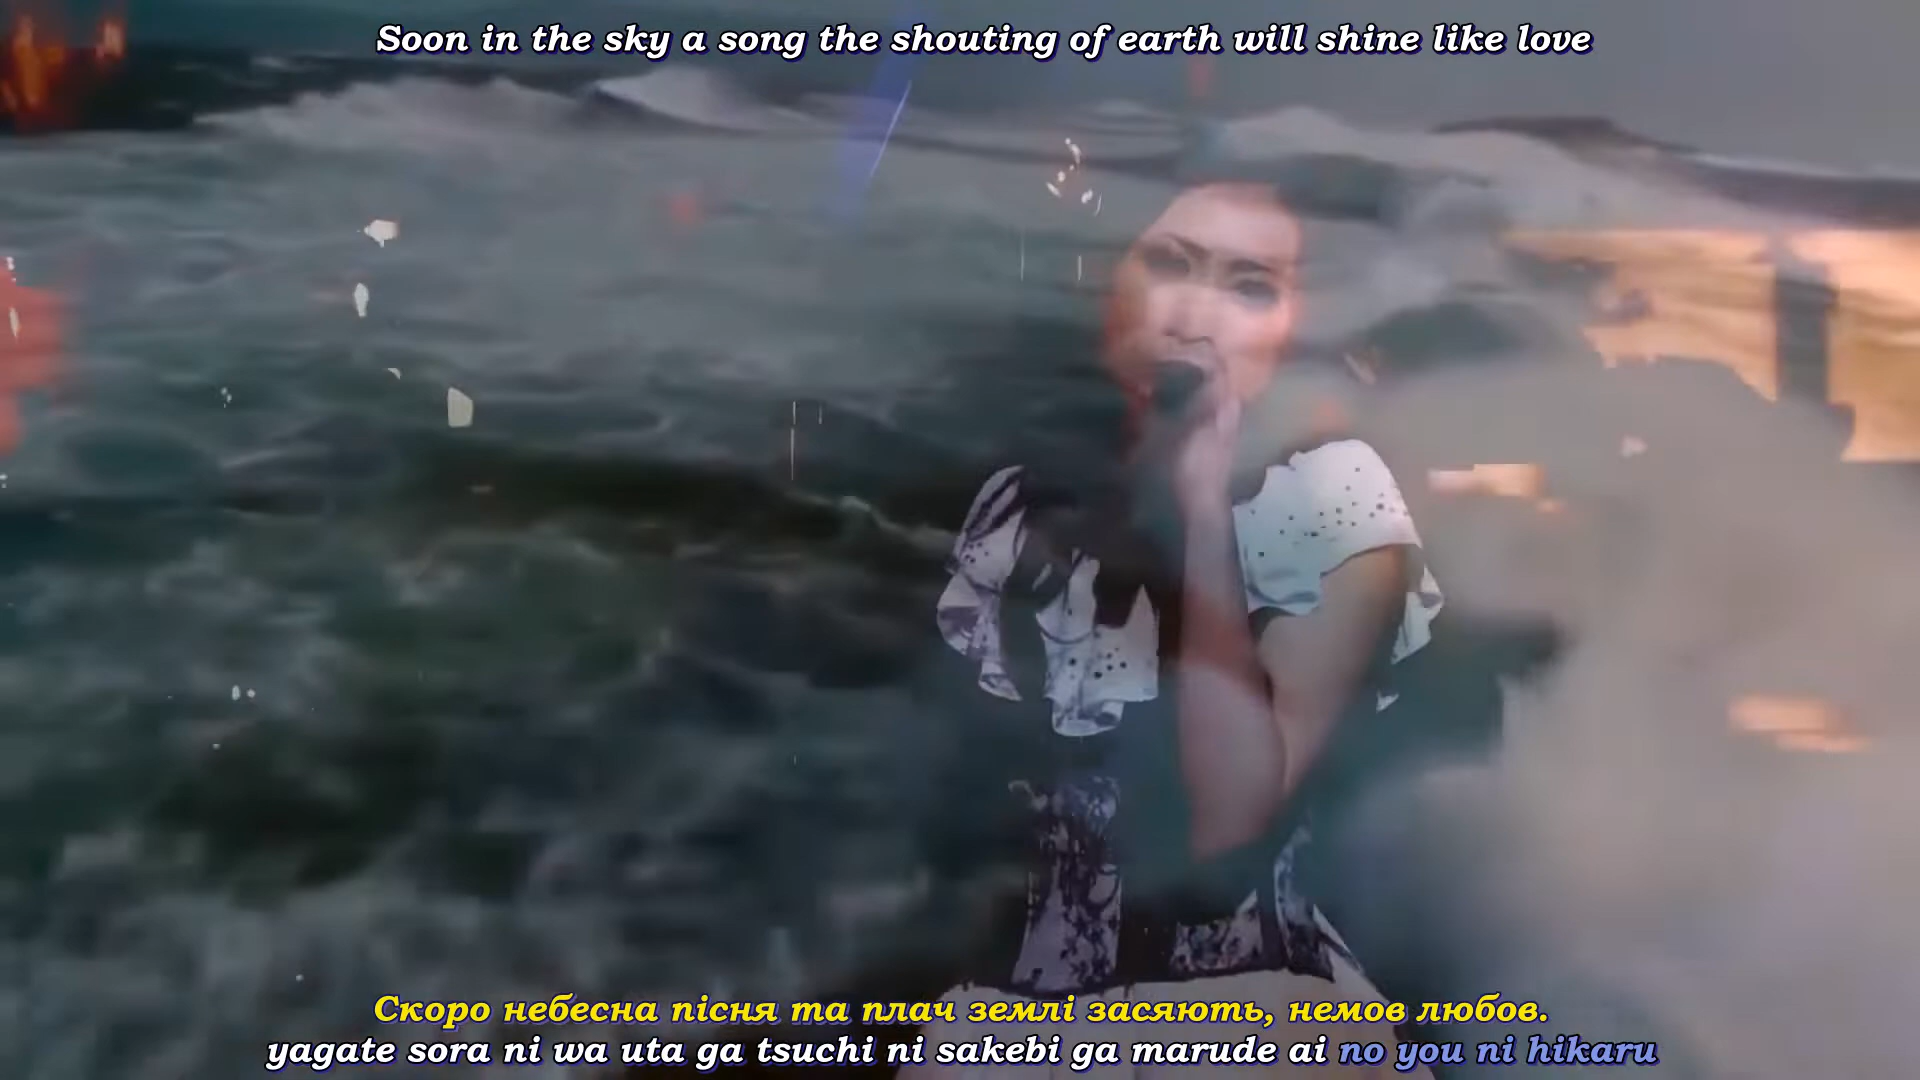 Soon in the sky a song the shouting of earth will shine like love
Скоро небесна пісня та плач землі засяють, немов любов.
yagate sora ni wa uta ga tsuchi ni sakebi ga marude ai no you ni hikaru